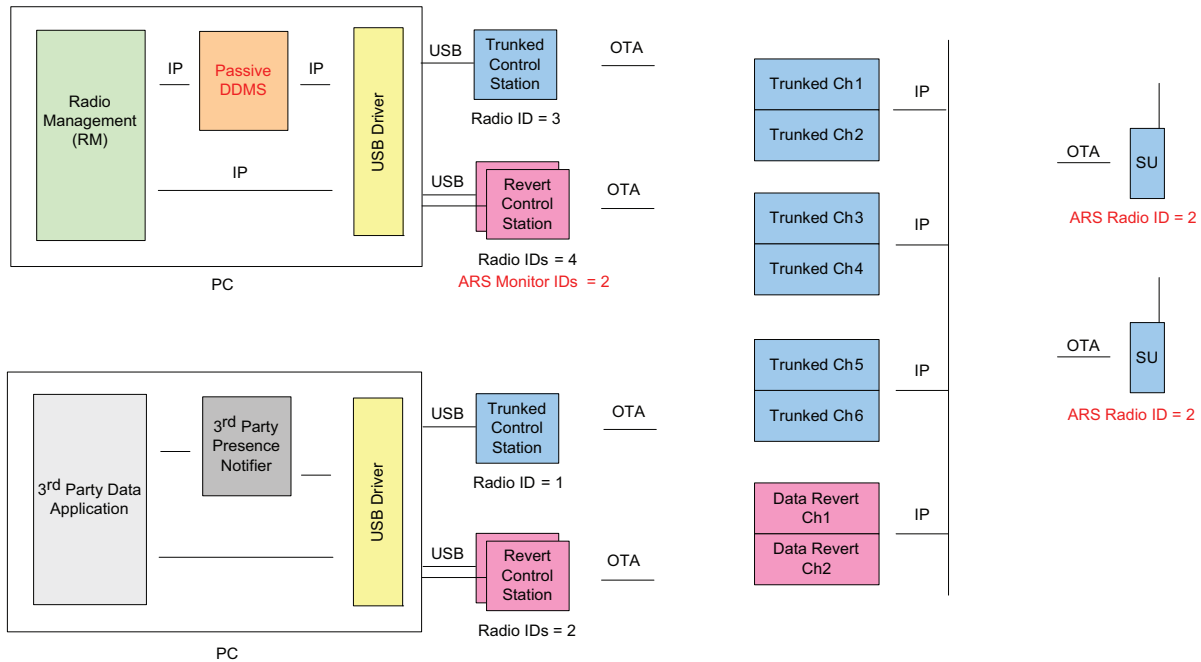 Radio
Management
(RM)
IP
Passive
DDMS
IP
IP
USB Driver
PC
USB
Trunked
Control
Station
Radio ID = 3
OTA
USB
Revert
Control
Station
Radio IDs = 4
ARS Monitor IDs = 2
OTA
3rd Party Data
Application
3rd Party
Presence
Notifier
USB Driver
PC
USB
Trunked
Control
Station
Radio ID = 1
OTA
USB
Revert
Control
Station
Radio IDs = 2
OTA
Trunked Ch1
Trunked Ch2
IP
Trunked Ch3
Trunked Ch4
IP
Trunked Ch5
Trunked Ch6
IP
Data Revert
Ch1
Data Revert
Ch2
IP
OTA
SU
ARS Radio ID = 2
OTA
SU
ARS Radio ID = 2